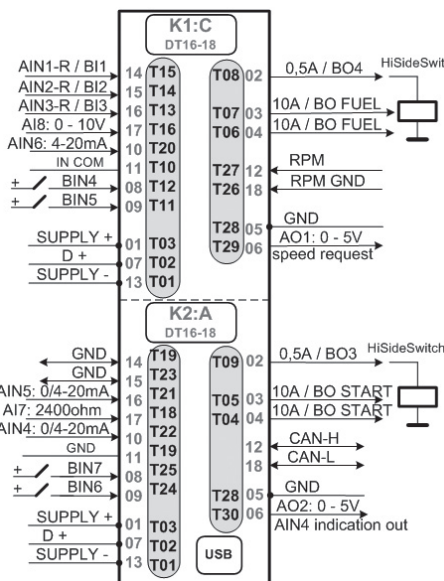 K1:C
DT16-18
AIN1-R / BI1 14 T15 T08 02 0,5A / BO4 HiSideSwit
AIN2-R / BI2 15 T14
AIN3-R / BI3 16 T13 T07 03 10A / BO FUEL
AI8: 0 - 10V 17 T16 T06 04 10A / BO FUEL
AIN6: 4-20mA 10 T20
IN COM 11 T10 T27 12 RPM
+ BIN4 08 T12 T26 18 RPM GND
+ BIN5 09 T11
T28 05 GND
SUPPLY + 01 T03 T29 06 AO1: 0 - 5V
D + 07 T02 speed request
SUPPLY - 13 T01
K2:A
DT16-18
GND 14 T19 T09 02 0,5A / BO3 HiSideSwitch
GND 15 T23
AIN5: 0/4-20mA 16 T21 T05 03 10A / BO START
AI7: 2400ohm 17 T18 T04 04 10A / BO START
AIN4: 0/4-20mA 10 T22
GND 11 T19 12 CAN-H
+ BIN7 08 T25 18 CAN-L
+ BIN6 09 T24
T28 05 GND
SUPPLY + 01 T03 T30 06 AO2: 0 - 5V
D + 07 T02 AIN4 indication out
SUPPLY - 13 T01 USB